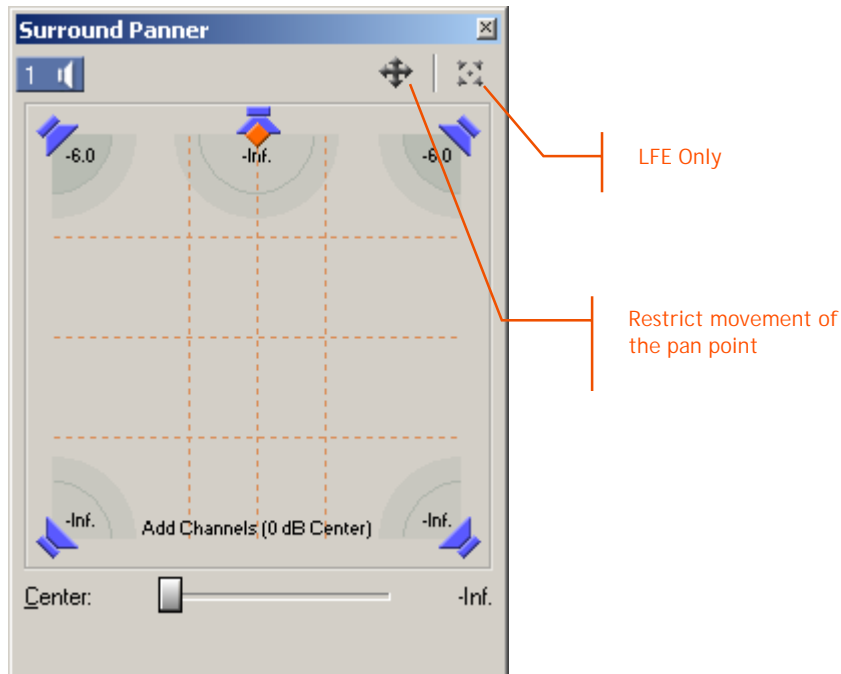 Surround Panner
1
-6.0
-Inf.
-6.0
LFE Only
Restrict movement of
the pan point
-Inf.
Add Channels (0 dB Center)
-Inf.
Center:
-Inf.